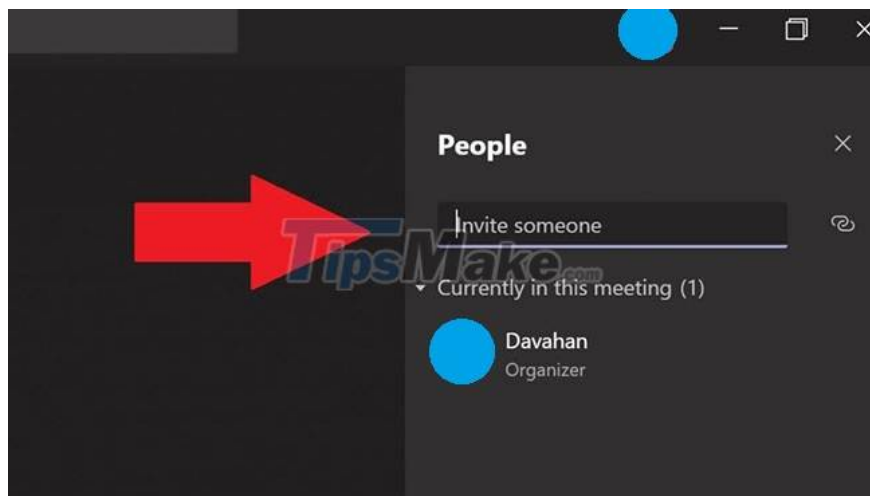 People
Invite someone
TipsMake.com
Currently in this meeting (1)
Davahan
Organizer